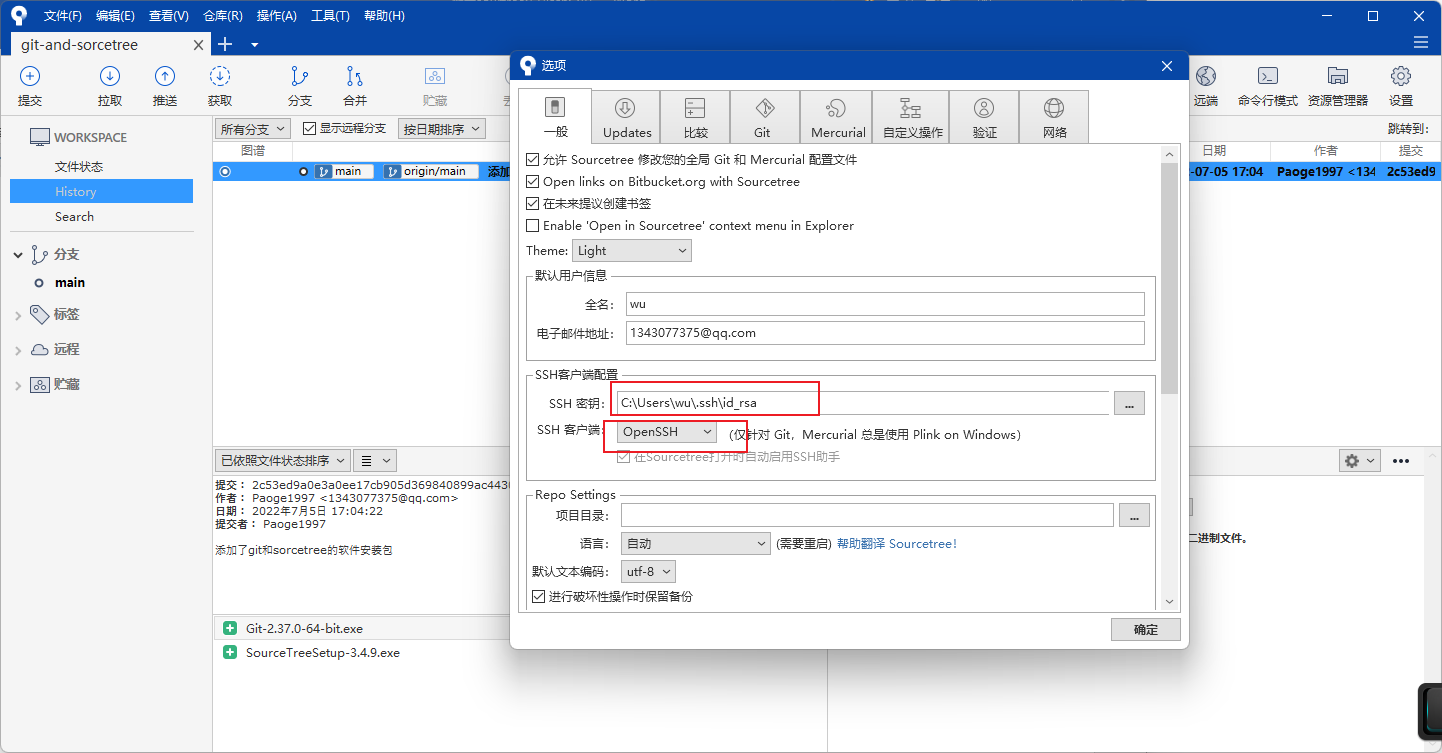 文件(F) 编辑(E) 查看(V) 仓库(R) 操作(A) 工具(T) 帮助(H)
git-and-sorcetree
提交 拉取 推送 获取 分支 合并 贮藏 远端 命令行模式 资源管理器 设置
WORKSPACE
文件状态
History
Search
分支
main
标签
远程
贮藏
所有分支 显示远程分支 按日期排序 跳转到:
图谱 日期 作者 提交
main origin/main 添加 -07-05 17:04 Paoge1997 <134 2c53ed9
选项
一般 Updates 比较 Git Mercurial 自定义操作 验证 网络
允许 Sourcetree 修改您的全局 Git 和 Mercurial 配置文件
Open links on Bitbucket.org with Sourcetree
在未来提议创建书签
Enable 'Open in Sourcetree' context menu in Explorer
Theme: Light
默认用户信息
全名: wu
电子邮件地址: 1343077375@qq.com
SSH客户端配置
SSH 密钥: C:\Users\wu\.ssh\id_rsa ...
SSH 客户端: OpenSSH (仅针对 Git，Mercurial 总是使用 Plink on Windows)
在Sourcetree打开时自动启用SSH助手
Repo Settings
项目目录: ...
语言: 自动 (需要重启) 帮助翻译 Sourcetree!
默认文本编码: utf-8
进行破坏性操作时保留备份
确定
已依照文件状态排序
提交: 2c53ed9a0e3a0ee17cb905d369840899ac4430
作者: Paoge1997 <1343077375@qq.com>
日期: 2022年7月5日 17:04:22
提交者: Paoge1997
添加了git和sorcetree的软件安装包
Git-2.37.0-64-bit.exe
SourceTreeSetup-3.4.9.exe
二进制文件。